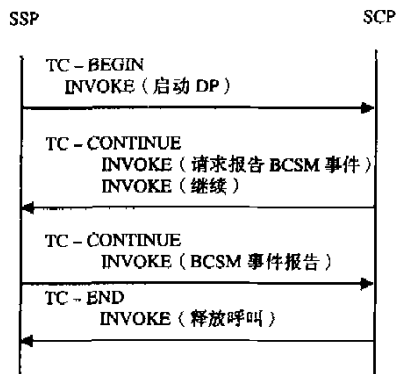 SSP
SCP
TC – BEGIN
INVOKE（启动 DP）
TC – CONTINUE
INVOKE（请求报告 BCSM 事件）
INVOKE（继续）
TC – CONTINUE
INVOKE（BCSM 事件报告）
TC – END
INVOKE（释放呼叫）